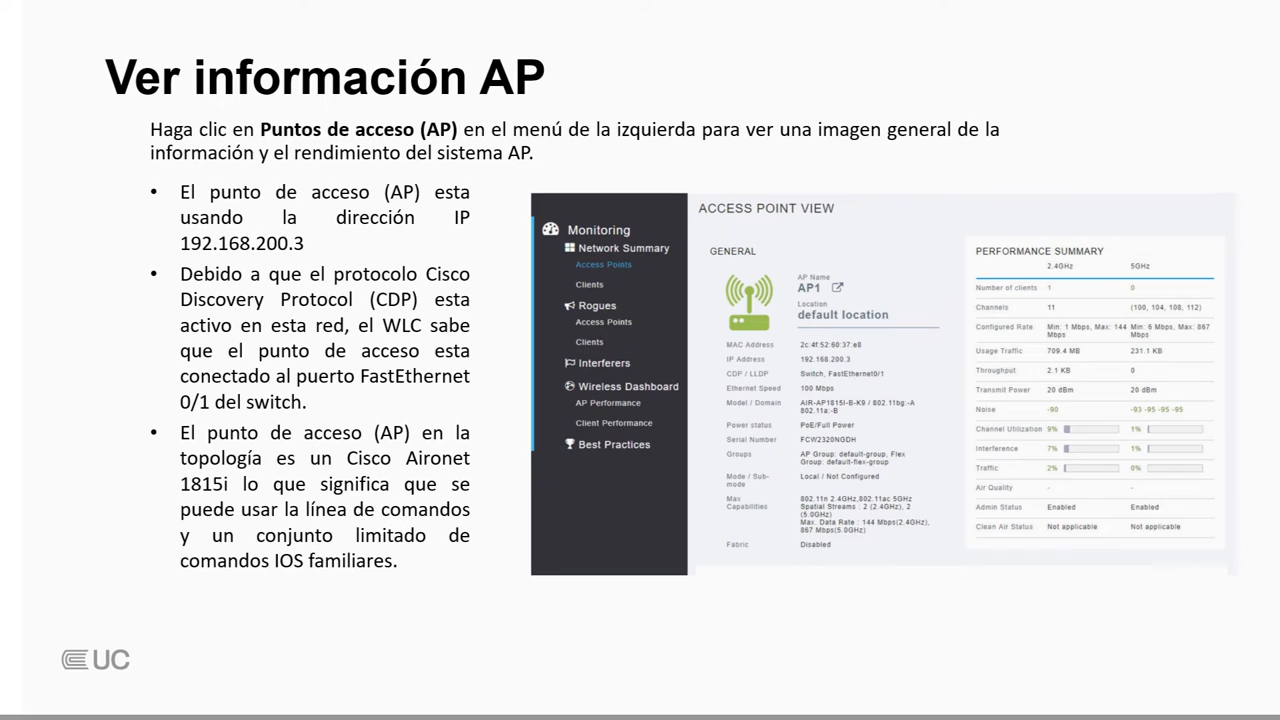 Ver información AP
Haga clic en Puntos de acceso (AP) en el menú de la izquierda para ver una imagen general de la
información y el rendimiento del sistema AP.
• El punto de acceso (AP) esta
usando la dirección IP
192.168.200.3
• Debido a que el protocolo Cisco
Discovery Protocol (CDP) esta
activo en esta red, el WLC sabe
que el punto de acceso esta
conectado al puerto FastEthernet
0/1 del switch.
• El punto de acceso (AP) en la
topología es un Cisco Aironet
1815i lo que significa que se
puede usar la línea de comandos
y un conjunto limitado de
comandos IOS familiares.
Monitoring
Network Summary
Access Points
Clients
Rogues
Access Points
Clients
Interferers
Wireless Dashboard
AP Performance
Client Performance
Best Practices
ACCESS POINT VIEW
GENERAL
AP Name
AP1
Location
default location
MAC Address 2c:4f:52:60:37:e8
IP Address 192.168.200.3
CDP / LLDP Switch, FastEthernet0/1
Ethernet Speed 100 Mbps
Model / Domain AIR-AP1815I-B-K9 / 802.11bg:-A
802.11a:-B
Power status PoE/Full Power
Serial Number FCW2320NGDH
Groups AP Group: default-group, Flex
Group: default-flex-group
Mode / Sub- Local / Not Configured
mode
Max 802.11n 2.4GHz,802.11ac 5GHz
Capabilities Spatial Streams : 2 (2.4GHz), 2
(5.0GHz)
Max. Data Rate : 144 Mbps(2.4GHz),
867 Mbps(5.0GHz)
Fabric Disabled
PERFORMANCE SUMMARY
2.4GHz 5GHz
Number of clients 1 0
Channels 11 (100, 104, 108, 112)
Configured Rate Min: 1 Mbps, Max: 144 Min: 6 Mbps, Max: 867
Mbps Mbps
Usage Traffic 709.4 MB 231.1 KB
Throughput 2.1 KB 0
Transmit Power 20 dBm 20 dBm
Noise -90 -93 -95 -95 -95
Channel Utilization 9% 1%
Interference 7% 1%
Traffic 2% 0%
Air Quality - -
Admin Status Enabled Enabled
Clean Air Status Not applicable Not applicable
UC